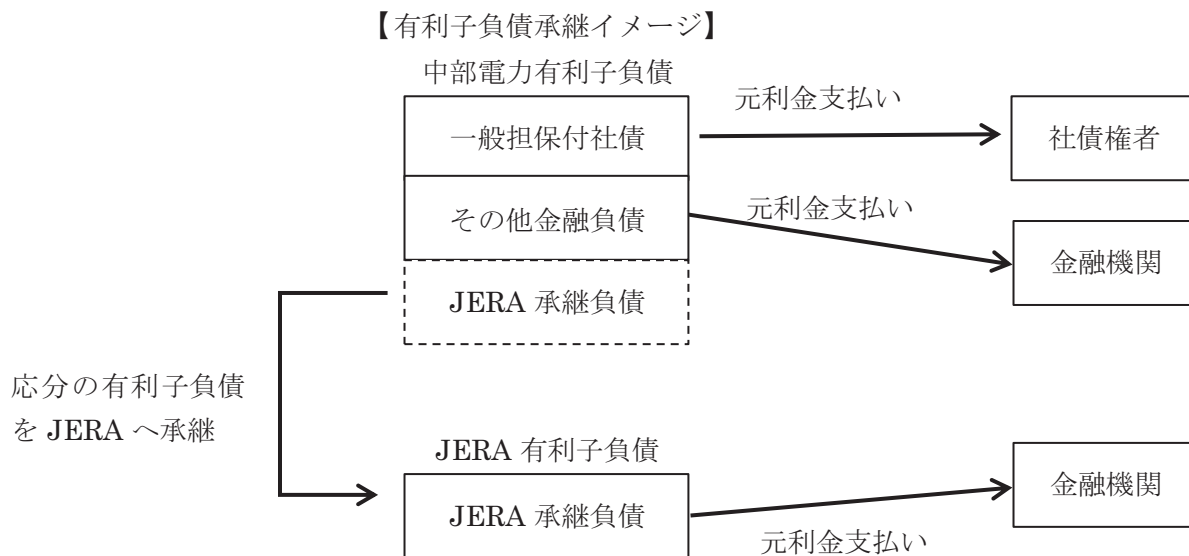 【有利子負債承継イメージ】
中部電力有利子負債
一般担保付社債
元利金支払い
社債権者
その他金融負債
元利金支払い
金融機関
JERA 承継負債
応分の有利子負債
を JERA へ承継
JERA 有利子負債
JERA 承継負債
元利金支払い
金融機関